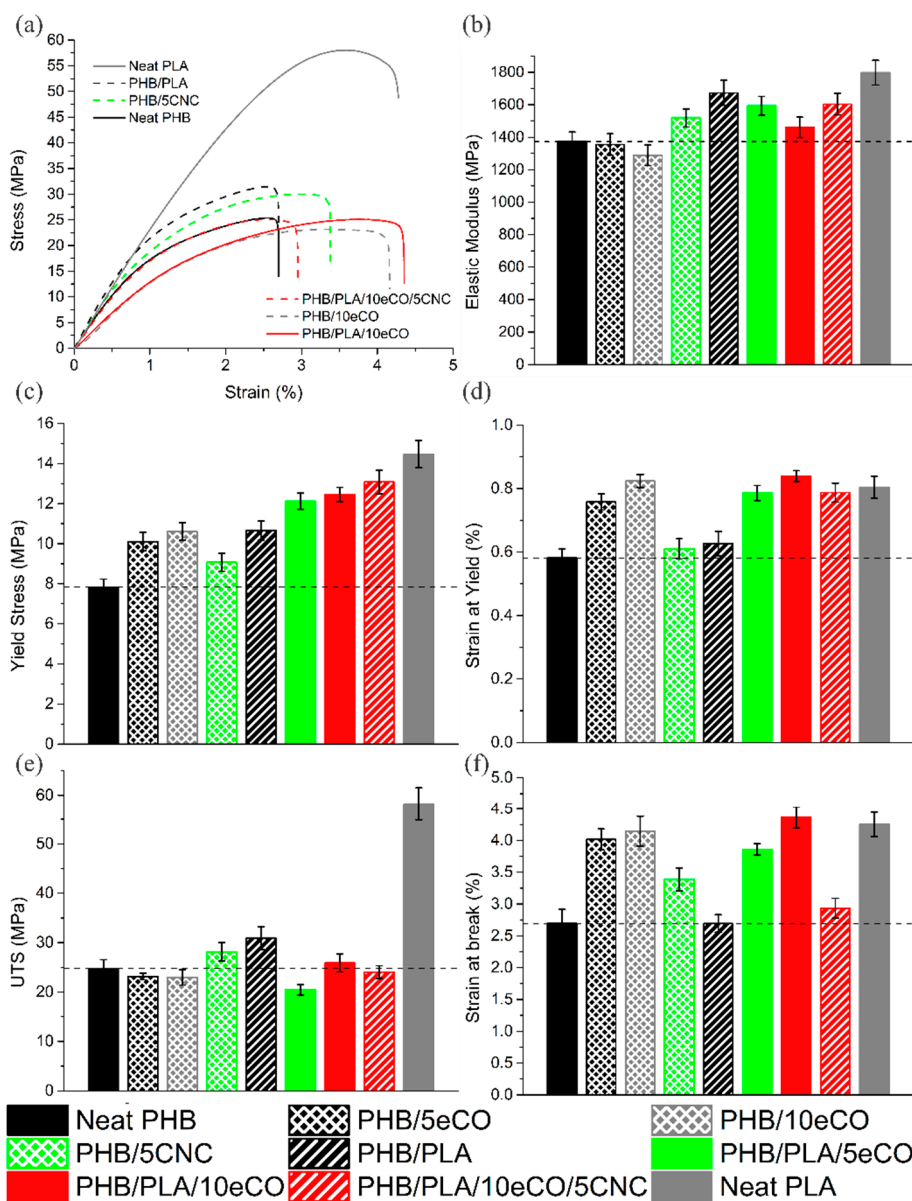 (a)
60
55
50
45
40
35
30
25
20
15
10
5
0
Stress (MPa)
Neat PLA
PHB/PLA
PHB/5CNC
Neat PHB
PHB/PLA/10eCO/5CNC
PHB/10eCO
PHB/PLA/10eCO
0 1 2 3 4 5
Strain (%)
(b)
1800
1600
1400
1200
1000
800
600
400
200
0
Elastic Modulus (MPa)
(c)
16
14
12
10
8
6
4
2
0
Yield Stress (MPa)
(d)
1.0
0.8
0.6
0.4
0.2
0.0
Strain at Yield (%)
(e)
60
50
40
30
20
10
0
UTS (MPa)
(f)
5.0
4.5
4.0
3.5
3.0
2.5
2.0
1.5
1.0
0.5
0.0
Strain at break (%)
Neat PHB PHB/5eCO PHB/10eCO
PHB/5CNC PHB/PLA PHB/PLA/5eCO
PHB/PLA/10eCO PHB/PLA/10eCO/5CNC Neat PLA